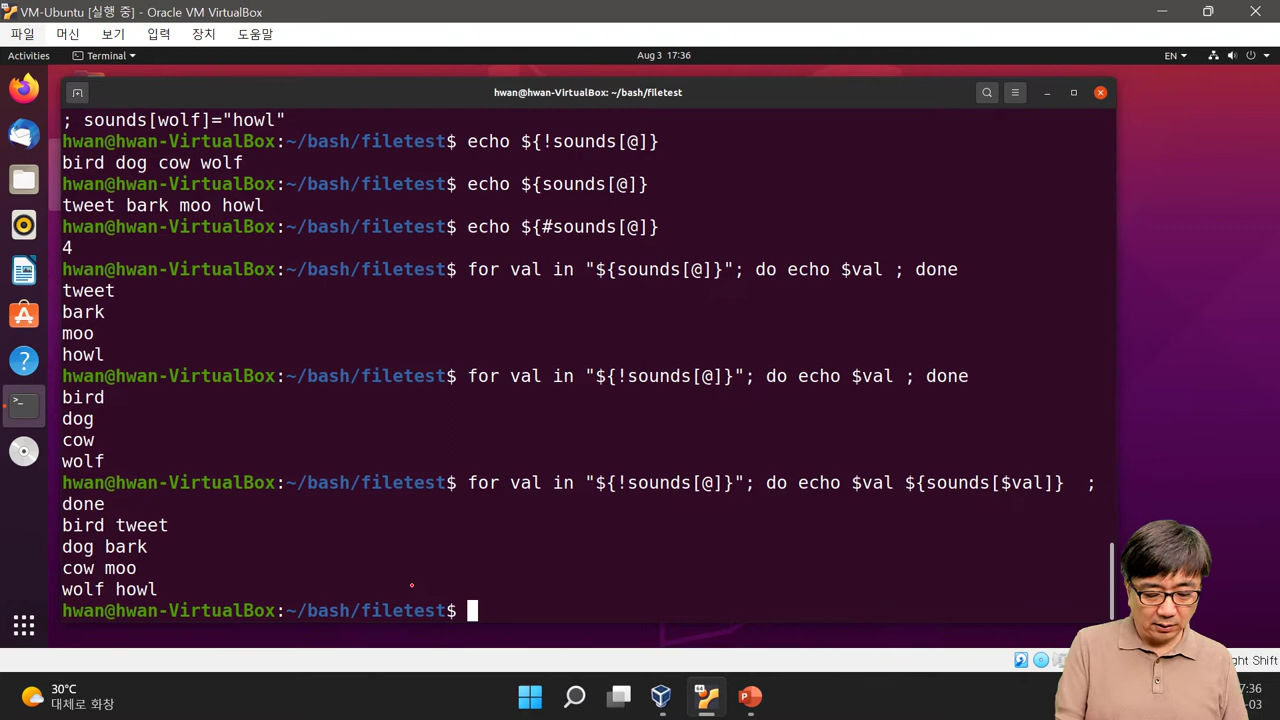 VM-Ubuntu [실행 중] - Oracle VM VirtualBox
파일 머신 보기 입력 장치 도움말
Activities Terminal Aug 3 17:36 EN
hwan@hwan-VirtualBox: ~/bash/filetest
; sounds[wolf]="howl"
hwan@hwan-VirtualBox:~/bash/filetest$ echo ${!sounds[@]}
bird dog cow wolf
hwan@hwan-VirtualBox:~/bash/filetest$ echo ${sounds[@]}
tweet bark moo howl
hwan@hwan-VirtualBox:~/bash/filetest$ echo ${#sounds[@]}
4
hwan@hwan-VirtualBox:~/bash/filetest$ for val in "${sounds[@]}"; do echo $val ; done
tweet
bark
moo
howl
hwan@hwan-VirtualBox:~/bash/filetest$ for val in "${!sounds[@]}"; do echo $val ; done
bird
dog
cow
wolf
hwan@hwan-VirtualBox:~/bash/filetest$ for val in "${!sounds[@]}"; do echo $val ${sounds[$val]}  ;
done
bird tweet
dog bark
cow moo
wolf howl
hwan@hwan-VirtualBox:~/bash/filetest$
ght Shift
30°C
대체로 화창
7:36
-03